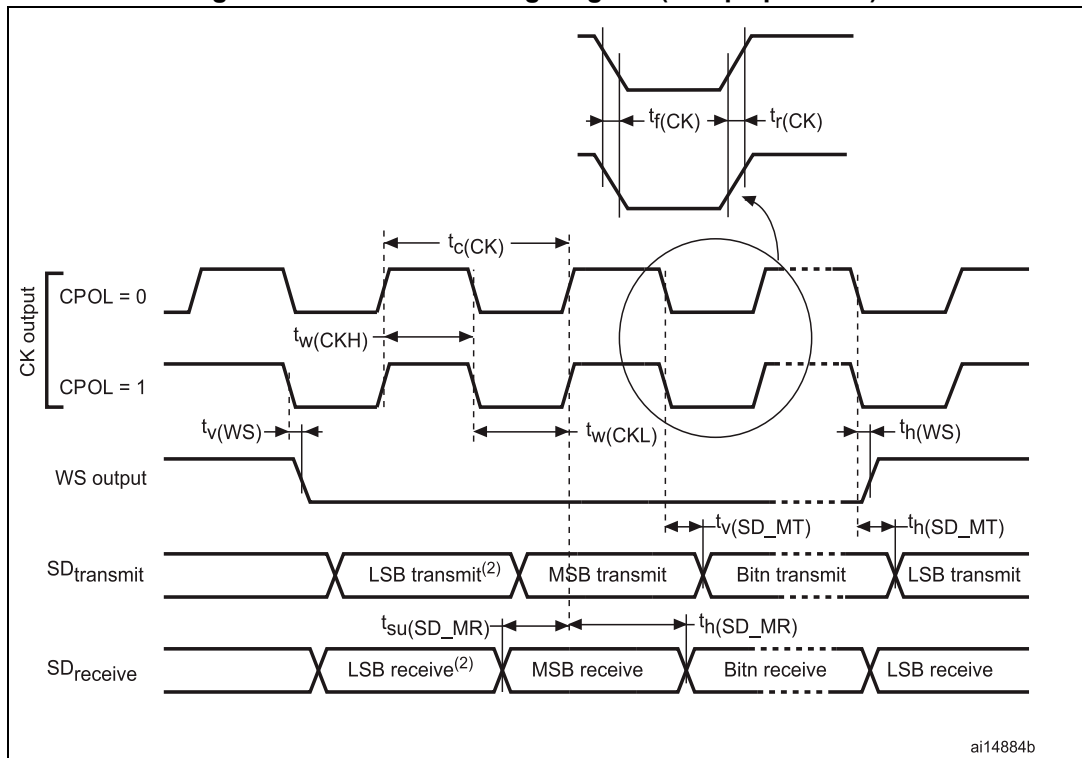 tf(CK) tr(CK)
tc(CK)
CK output
CPOL = 0
tw(CKH)
CPOL = 1
tv(WS) tw(CKL) th(WS)
WS output
tv(SD_MT) th(SD_MT)
SDtransmit LSB transmit(2) MSB transmit Bitn transmit LSB transmit
tsu(SD_MR) th(SD_MR)
SDreceive LSB receive(2) MSB receive Bitn receive LSB receive
ai14884b